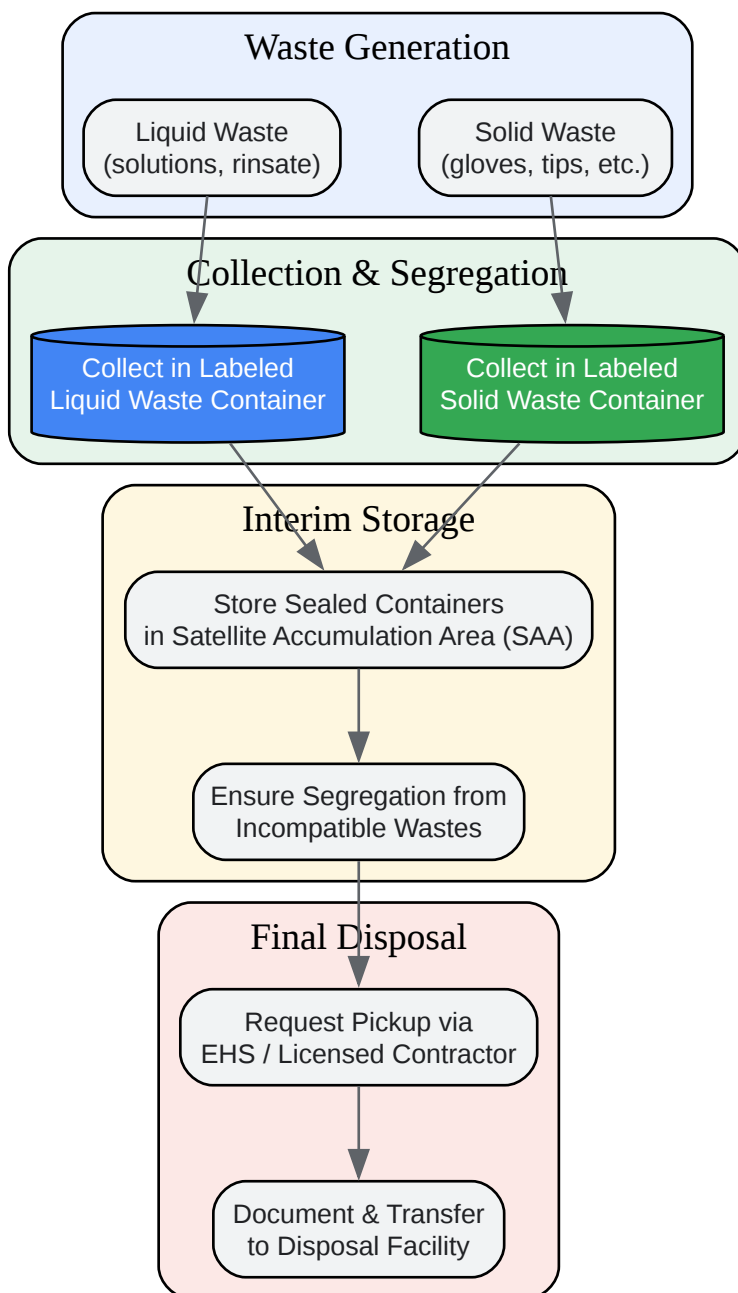 Waste Generation
Liquid Waste
(solutions, rinsate)
Solid Waste
(gloves, tips, etc.)
Collection & Segregation
Collect in Labeled
Liquid Waste Container
Collect in Labeled
Solid Waste Container
Interim Storage
Store Sealed Containers
in Satellite Accumulation Area (SAA)
Ensure Segregation from
Incompatible Wastes
Final Disposal
Request Pickup via
EHS / Licensed Contractor
Document & Transfer
to Disposal Facility